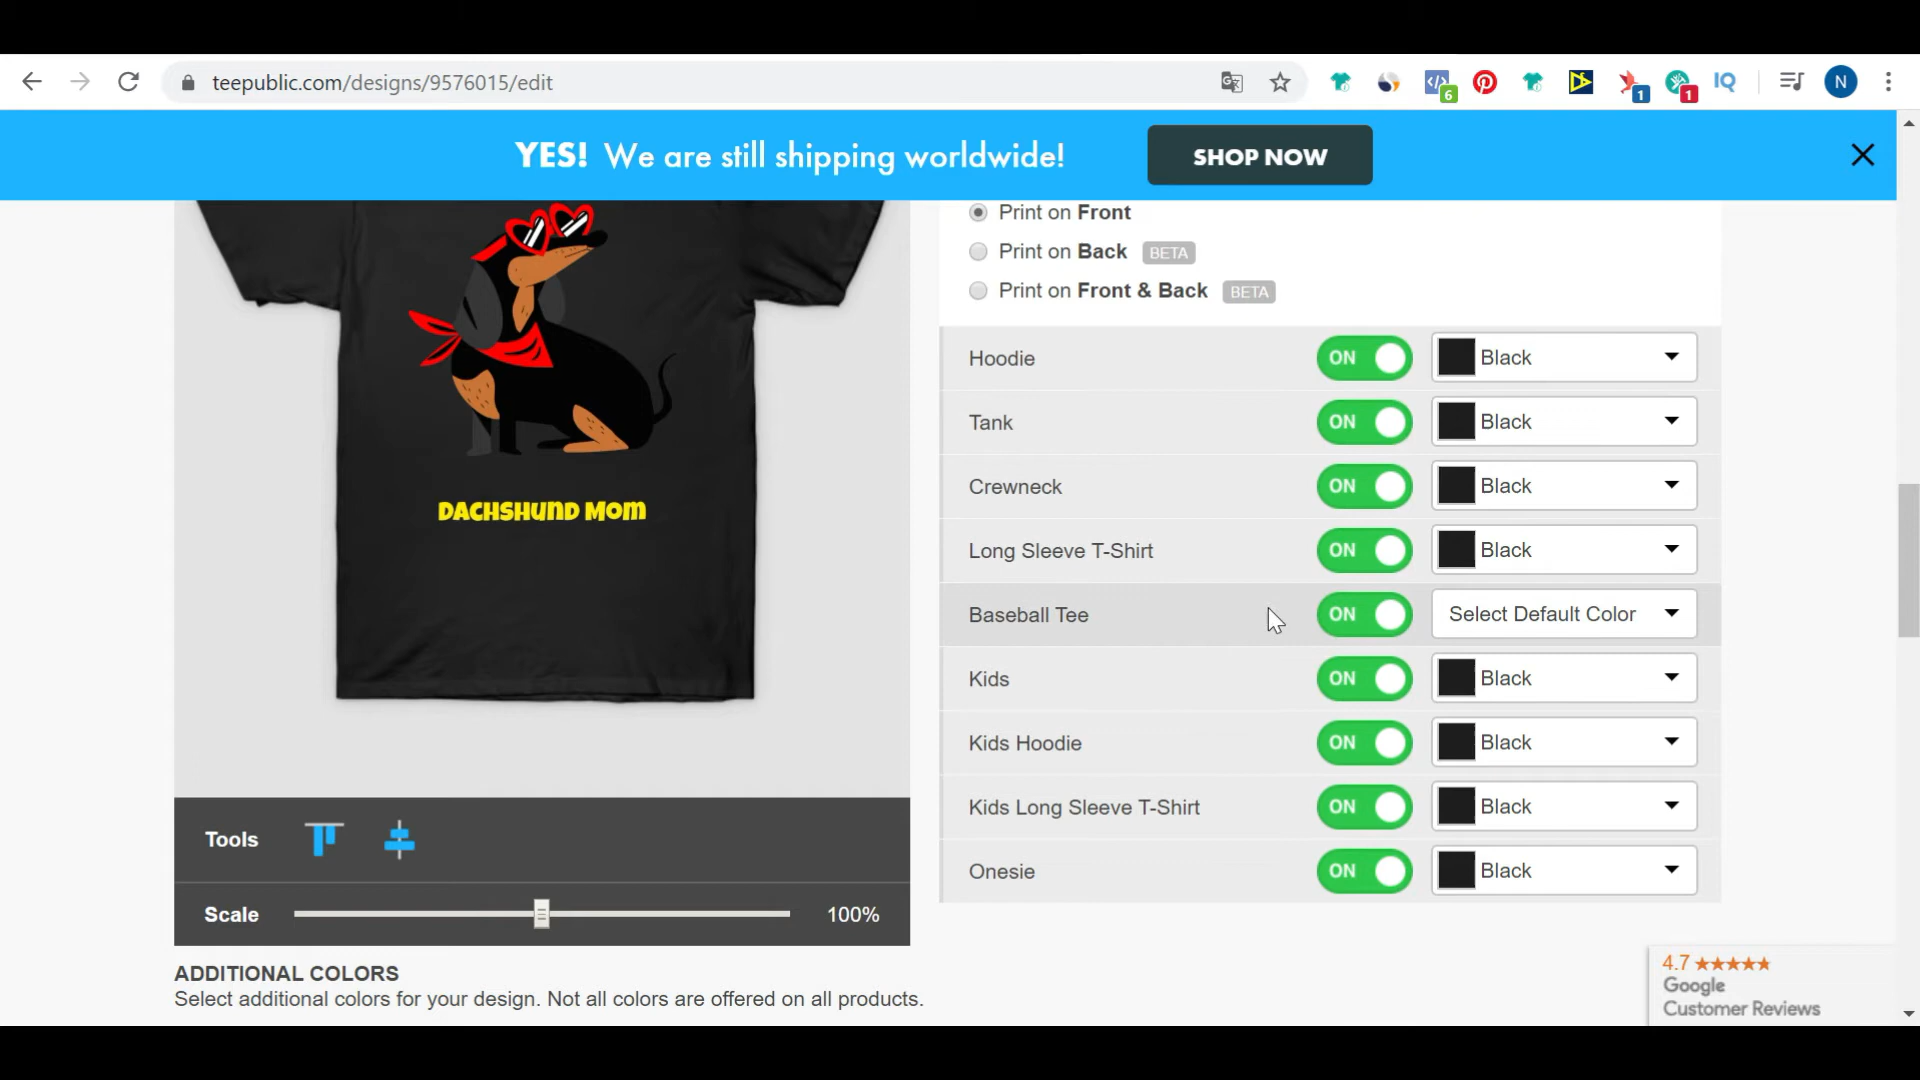 teepublic.com/designs/9576015/edit
6
1
1
IQ
N
YES! We are still shipping worldwide!
SHOP NOW
Print on Front
Print on Back BETA
Print on Front & Back BETA
DACHSHUND MOM
Hoodie ON Black
Tank ON Black
Crewneck ON Black
Long Sleeve T-Shirt ON Black
Baseball Tee ON Select Default Color
Kids ON Black
Kids Hoodie ON Black
Kids Long Sleeve T-Shirt ON Black
Onesie ON Black
Tools
Scale 100%
ADDITIONAL COLORS
Select additional colors for your design. Not all colors are offered on all products.
4.7
Google
Customer Reviews